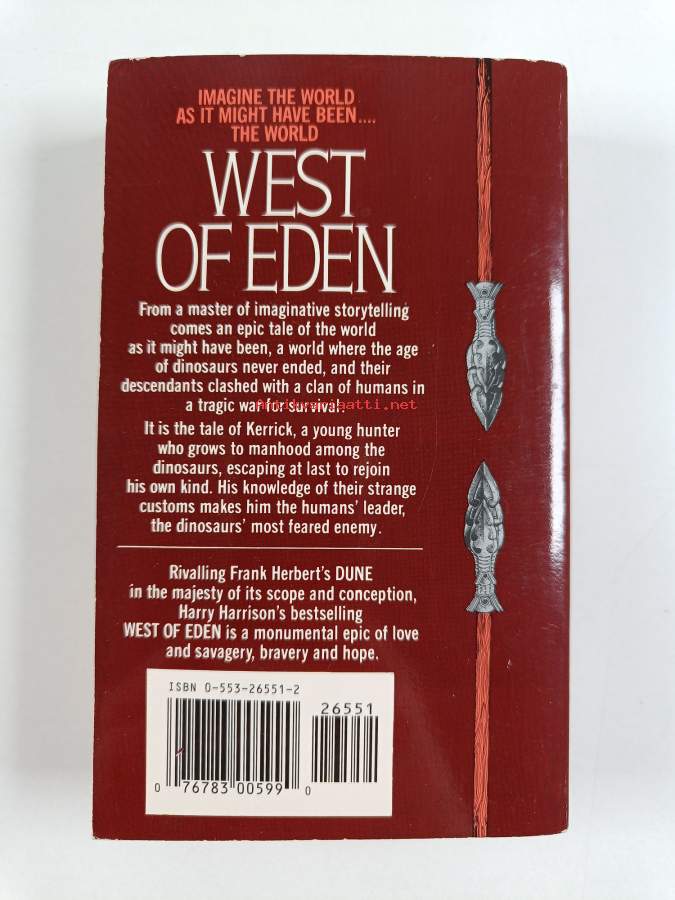 IMAGINE THE WORLD
AS IT MIGHT HAVE BEEN....
THE WORLD
WEST
OF EDEN
From a master of imaginative storytelling
comes an epic tale of the world
as it might have been, a world where the age
of dinosaurs never ended, and their
descendants clashed with a clan of humans in
a tragic war for survival.
Antikvariaatti.net
It is the tale of Kerrick, a young hunter
who grows to manhood among the
dinosaurs, escaping at last to rejoin
his own kind. His knowledge of their strange
customs makes him the humans' leader,
the dinosaurs' most feared enemy.
Rivalling Frank Herbert's DUNE
in the majesty of its scope and conception,
Harry Harrison's bestselling
WEST OF EDEN is a monumental epic of love
and savagery, bravery and hope.
ISBN 0-553-26551-2
26551
0 76783 00599 0